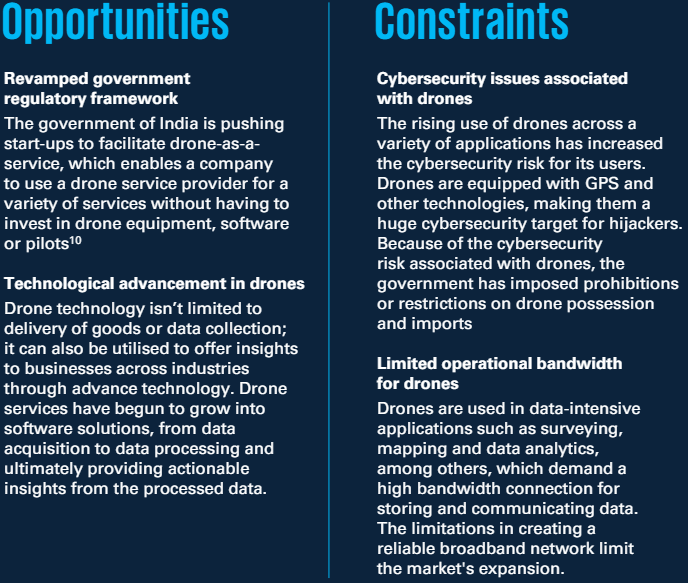 Opportunities
Revamped government
regulatory framework
The government of India is pushing
start-ups to facilitate drone-as-a-
service, which enables a company
to use a drone service provider for a
variety of services without having to
invest in drone equipment, software
or pilots¹⁰
Technological advancement in drones
Drone technology isn’t limited to
delivery of goods or data collection;
it can also be utilised to offer insights
to businesses across industries
through advance technology. Drone
services have begun to grow into
software solutions, from data
acquisition to data processing and
ultimately providing actionable
insights from the processed data.
Constraints
Cybersecurity issues associated
with drones
The rising use of drones across a
variety of applications has increased
the cybersecurity risk for its users.
Drones are equipped with GPS and
other technologies, making them a
huge cybersecurity target for hijackers.
Because of the cybersecurity
risk associated with drones, the
government has imposed prohibitions
or restrictions on drone possession
and imports
Limited operational bandwidth
for drones
Drones are used in data-intensive
applications such as surveying,
mapping and data analytics,
among others, which demand a
high bandwidth connection for
storing and communicating data.
The limitations in creating a
reliable broadband network limit
the market's expansion.